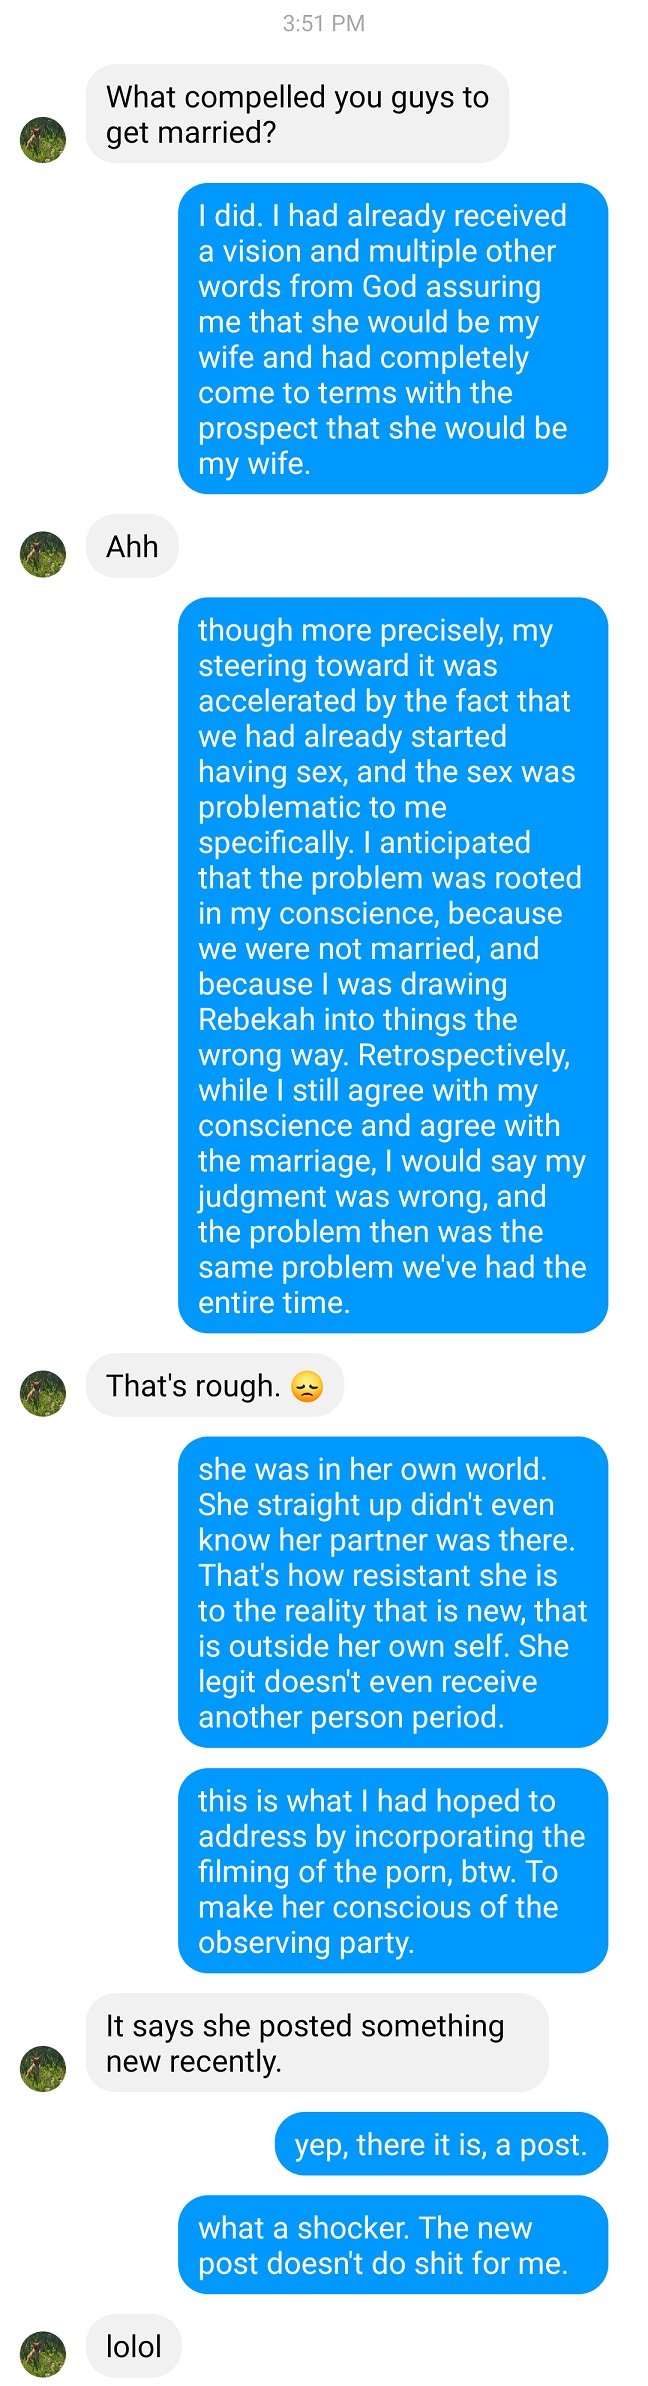 3:51 PM
What compelled you guys to
get married?
I did. I had already received
a vision and multiple other
words from God assuring
me that she would be my
wife and had completely
come to terms with the
prospect that she would be
my wife.
Ahh
though more precisely, my
steering toward it was
accelerated by the fact that
we had already started
having sex, and the sex was
problematic to me
specifically. I anticipated
that the problem was rooted
in my conscience, because
we were not married, and
because I was drawing
Rebekah into things the
wrong way. Retrospectively,
while I still agree with my
conscience and agree with
the marriage, I would say my
judgment was wrong, and
the problem then was the
same problem we've had the
entire time.
That's rough. 😞
she was in her own world.
She straight up didn't even
know her partner was there.
That's how resistant she is
to the reality that is new, that
is outside her own self. She
legit doesn't even receive
another person period.
this is what I had hoped to
address by incorporating the
filming of the porn, btw. To
make her conscious of the
observing party.
It says she posted something
new recently.
yep, there it is, a post.
what a shocker. The new
post doesn't do shit for me.
lolol